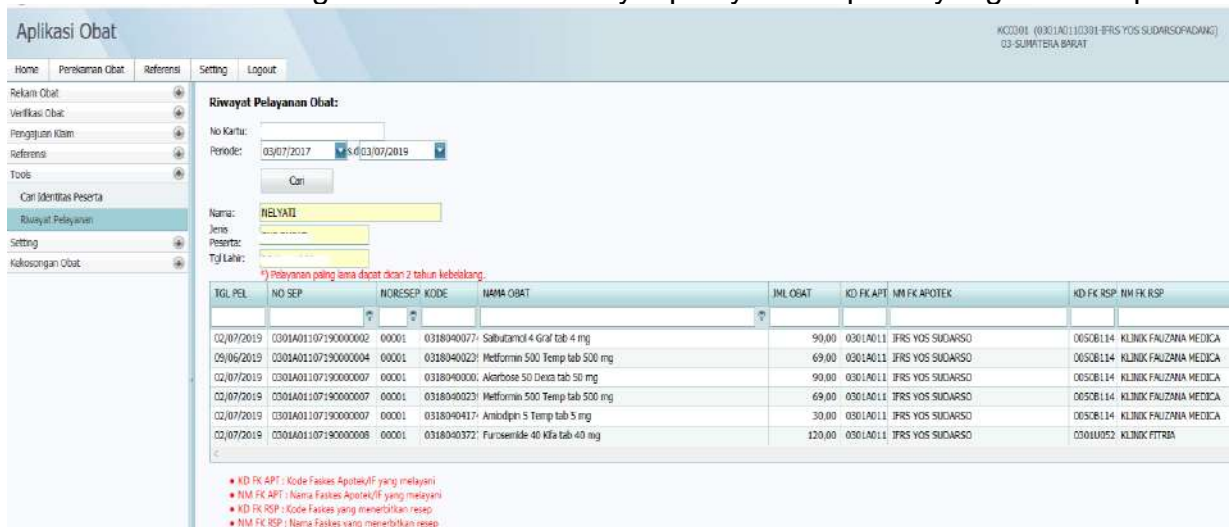 Aplikasi Obat
KC0301 (0301A0110301-IFRS YOS SUDARSOPADANG)
03-SUMATERA BARAT
Home Perekaman Obat Referensi Setting Logout
Rekam Obat
Verifikasi Obat
Pengajuan Klaim
Referensi
Tools
Cari Identitas Peserta
Riwayat Pelayanan
Setting
Kekosongan Obat
Riwayat Pelayanan Obat:
No Kartu:
Periode: 03/07/2017 s.d 03/07/2019
Cari
Nama: NELYATI
Jenis Peserta:
Tgl Lahir:
*) Pelayanan paling lama dapat dicari 2 tahun kebelakang.
TGL PEL NO SEP NORESEP KODE NAMA OBAT JML OBAT KD FK APT NM FK APOTEK KD FK RSP NM FK RSP
02/07/2019 0301A01107190000002 00001 0318040077 Salbutamol 4 Graf tab 4 mg 90,00 0301A011 IFRS YOS SUDARSO 0050B114 KLINIK FAUZANA MEDICA
09/06/2019 0301A01107190000004 00001 0318040023 Metformin 500 Temp tab 500 mg 69,00 0301A011 IFRS YOS SUDARSO 0050B114 KLINIK FAUZANA MEDICA
02/07/2019 0301A01107190000007 00001 0318040000 Akarbose 50 Dexa tab 50 mg 90,00 0301A011 IFRS YOS SUDARSO 0050B114 KLINIK FAUZANA MEDICA
02/07/2019 0301A01107190000007 00001 0318040023 Metformin 500 Temp tab 500 mg 69,00 0301A011 IFRS YOS SUDARSO 0050B114 KLINIK FAUZANA MEDICA
02/07/2019 0301A01107190000007 00001 0318040417 Amlodipin 5 Temp tab 5 mg 30,00 0301A011 IFRS YOS SUDARSO 0050B114 KLINIK FAUZANA MEDICA
02/07/2019 0301A01107190000008 00001 0318040372 Furosemide 40 Kifa tab 40 mg 120,00 0301A011 IFRS YOS SUDARSO 0301U052 KLINIK FITRIA
• KD FK APT : Kode Faskes Apotek/IF yang melayani
• NM FK APT : Nama Faskes Apotek/IF yang melayani
• KD FK RSP : Kode Faskes yang menerbitkan resep
• NM FK RSP : Nama Faskes yang menerbitkan resep